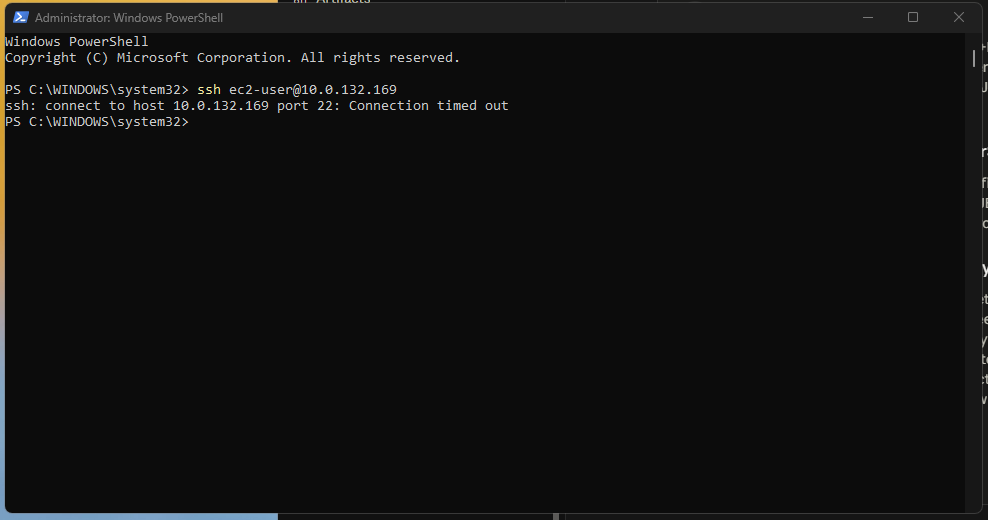 Administrator: Windows PowerShell
Windows PowerShell
Copyright (C) Microsoft Corporation. All rights reserved.
PS C:\WINDOWS\system32> ssh ec2-user@10.0.132.169
ssh: connect to host 10.0.132.169 port 22: Connection timed out
PS C:\WINDOWS\system32>